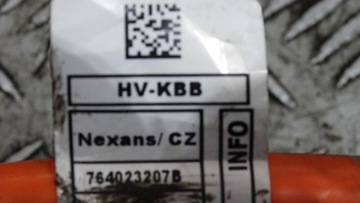 HV-KBB
Nexans/ CZ
INFO
764023207B